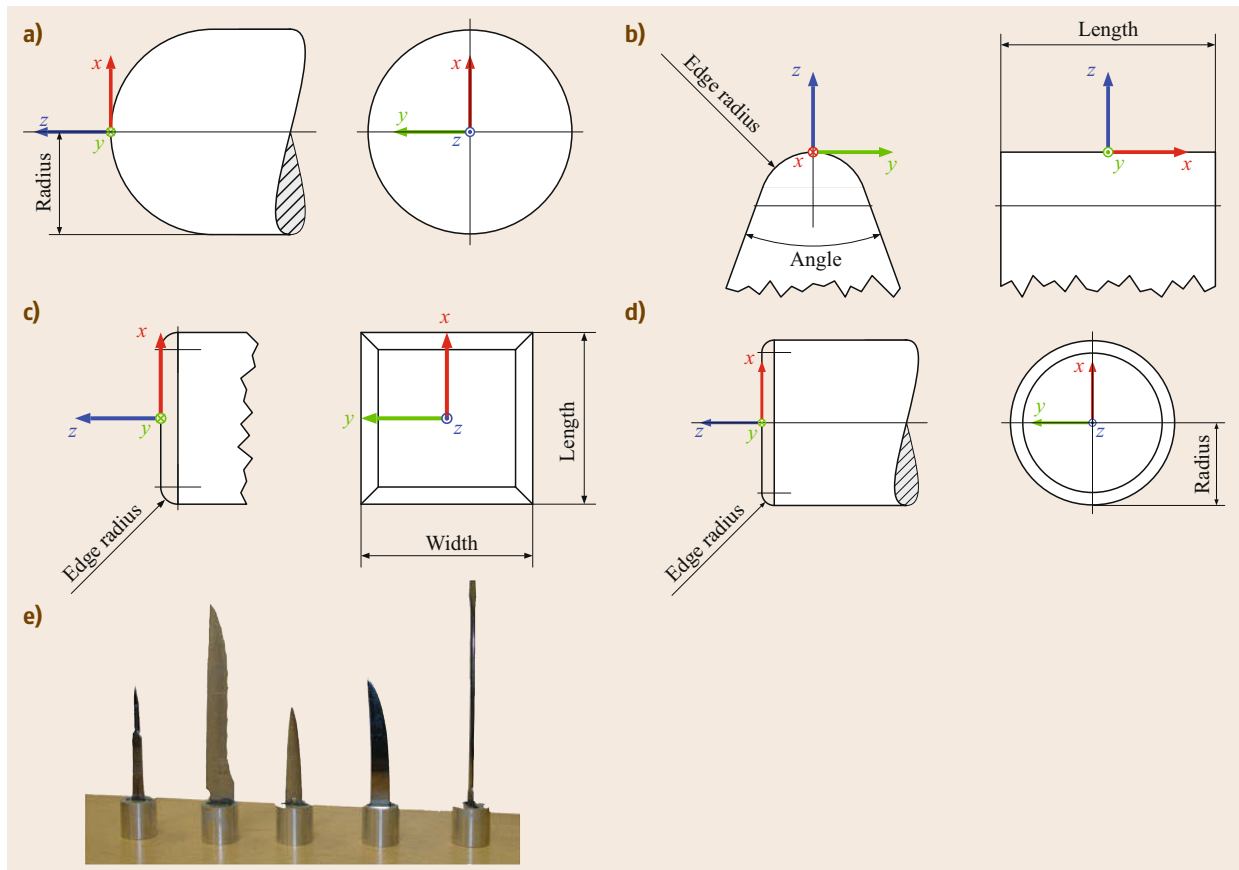 a)
x
z
y
Radius
x
y
z
b)
Edge radius
z
x
y
Angle
Length
z
y
x
c)
x
z
y
Edge radius
x
y
z
Length
Width
d)
x
z
y
Edge radius
x
y
z
Radius
e)